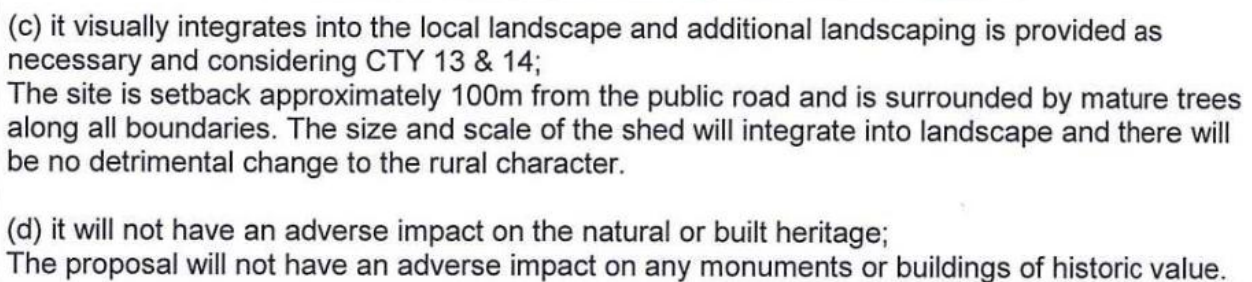 (c) it visually integrates into the local landscape and additional landscaping is provided as
necessary and considering CTY 13 & 14;
The site is setback approximately 100m from the public road and is surrounded by mature trees
along all boundaries. The size and scale of the shed will integrate into landscape and there will
be no detrimental change to the rural character.
(d) it will not have an adverse impact on the natural or built heritage;
The proposal will not have an adverse impact on any monuments or buildings of historic value.